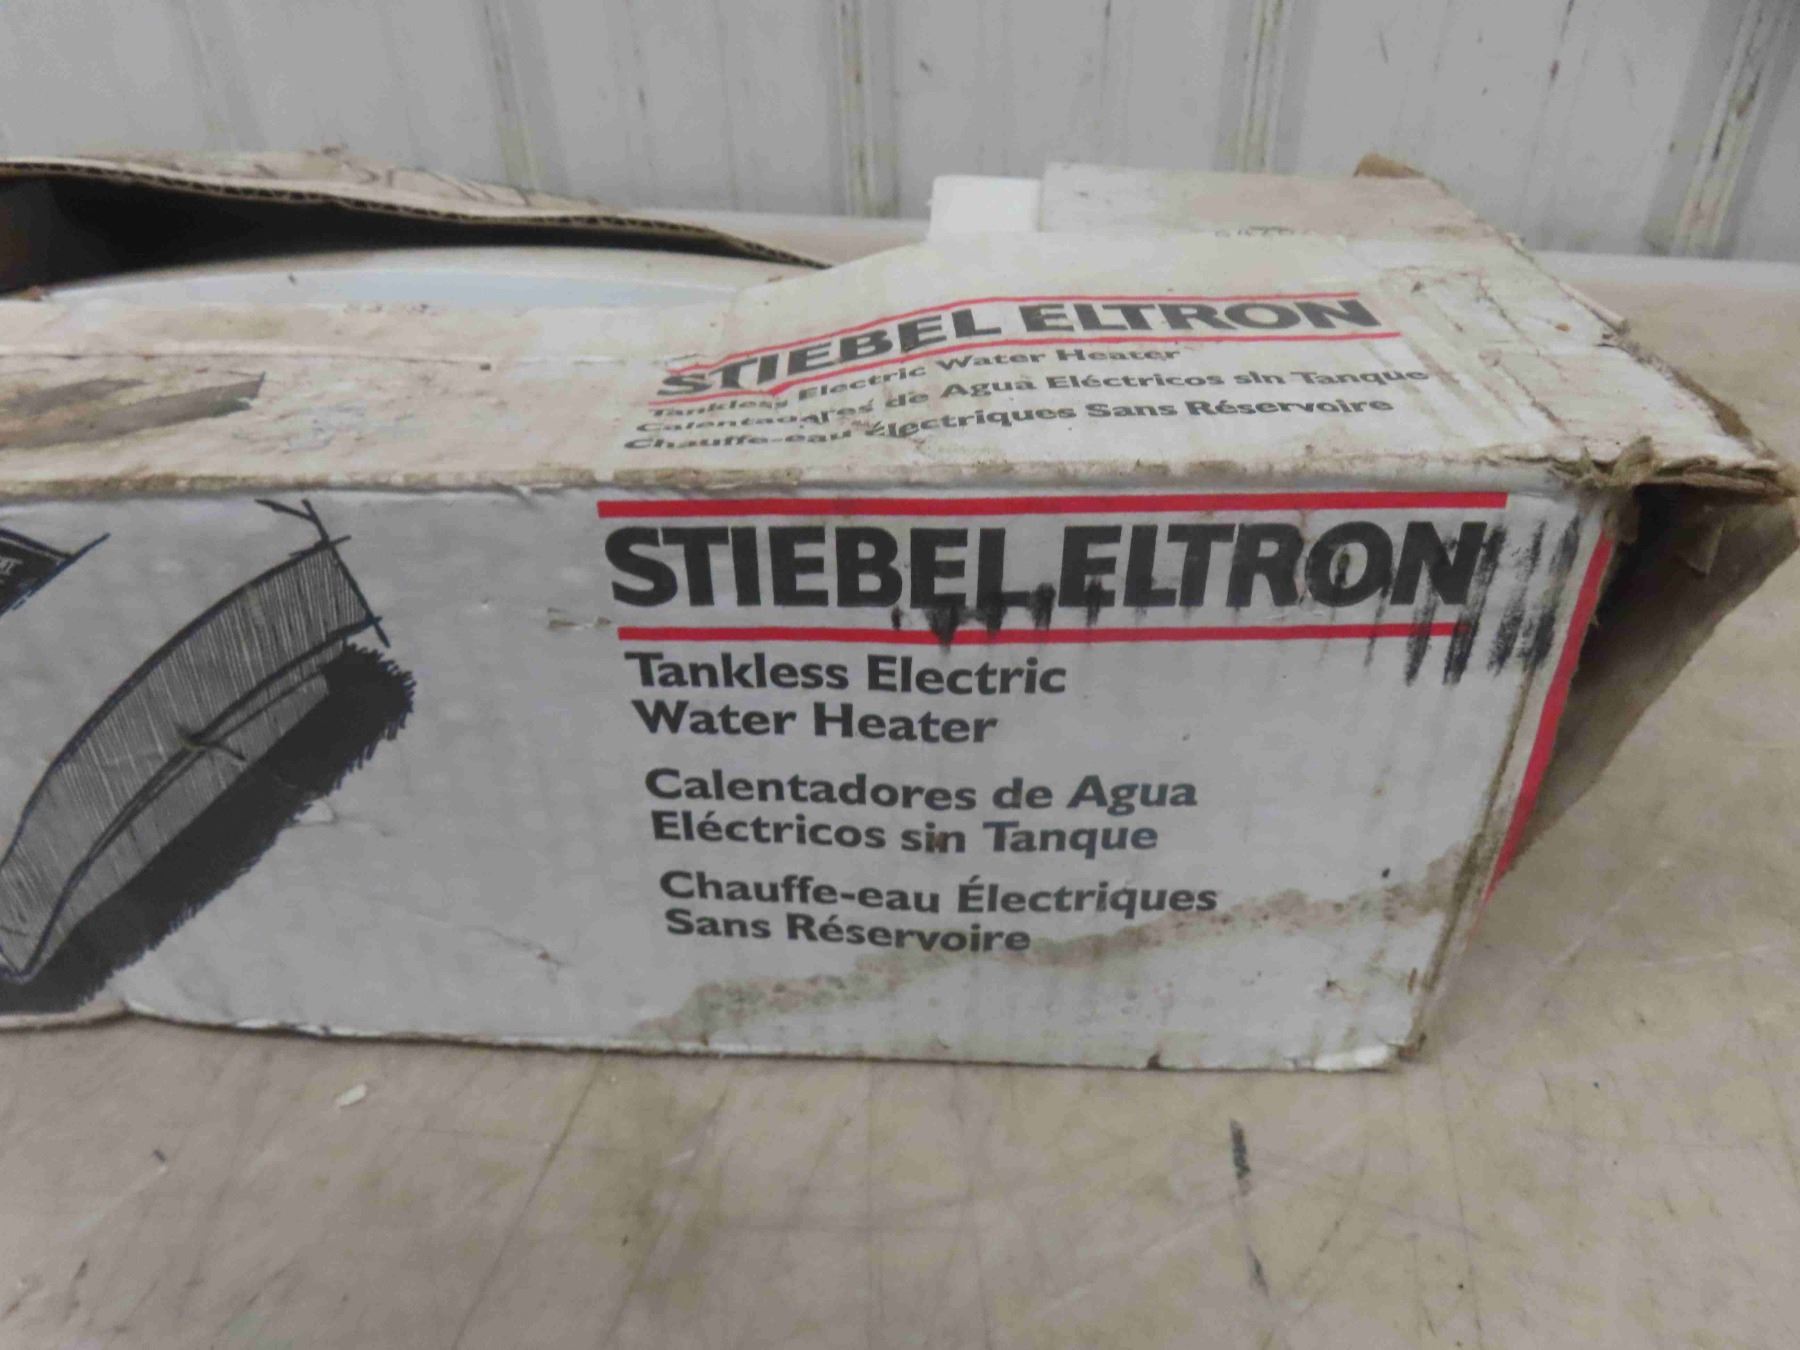 STIEBEL ELTRON
Tankless Electric Water Heater
Calentadores de Agua Eléctricos sin Tanque
Chauffe-eau Électriques Sans Réservoire
STIEBEL ELTRON
Tankless Electric
Water Heater
Calentadores de Agua
Eléctricos sin Tanque
Chauffe-eau Électriques
Sans Réservoire